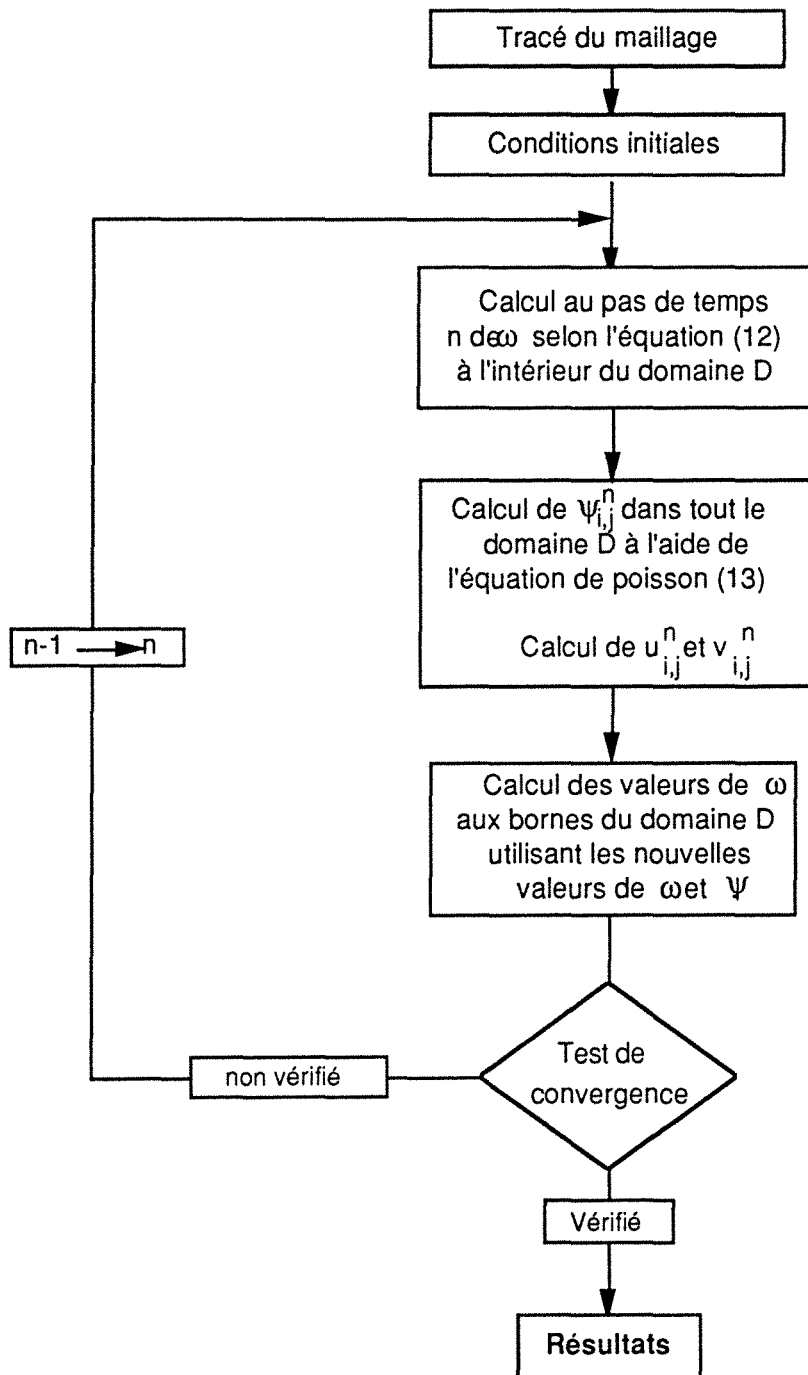 Tracé du maillage
Conditions initiales
Calcul au pas de temps
n de ω selon l'équation (12)
à l'intérieur du domaine D
Calcul de ψ_{i,j}^n dans tout le
domaine D à l'aide de
l'équation de poisson (13)
Calcul de u_{i,j}^n et v_{i,j}^n
n-1 → n
Calcul des valeurs de ω
aux bornes du domaine D
utilisant les nouvelles
valeurs de ω et ψ
Test de
convergence
non vérifié
Vérifié
Résultats